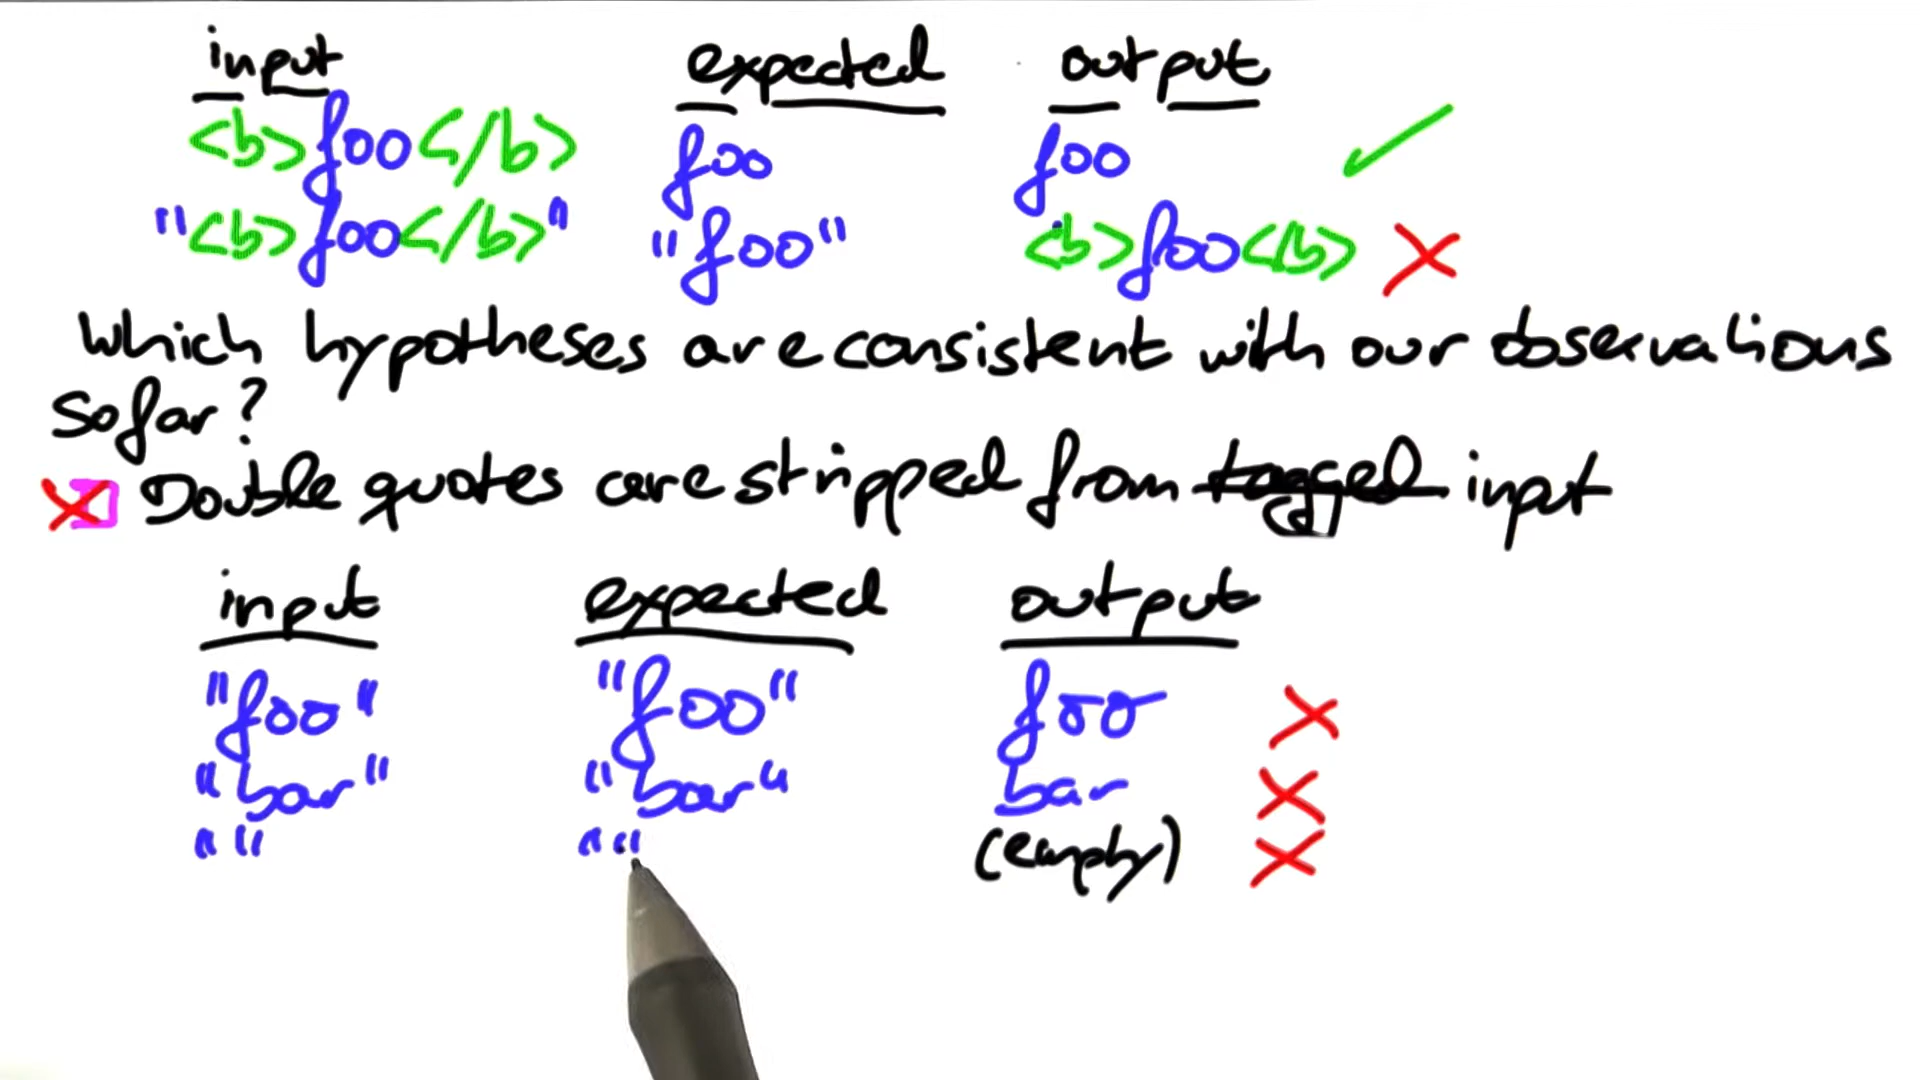 input expected output
<b>foo</b> foo foo
"<b>foo</b>" "foo" <b>foo</b>
Which hypotheses are consistent with our observations
so far?
Double quotes are stripped from tagged input
input expected output
"foo" "foo" foo
"bar" "bar" bar
"" "" (empty)